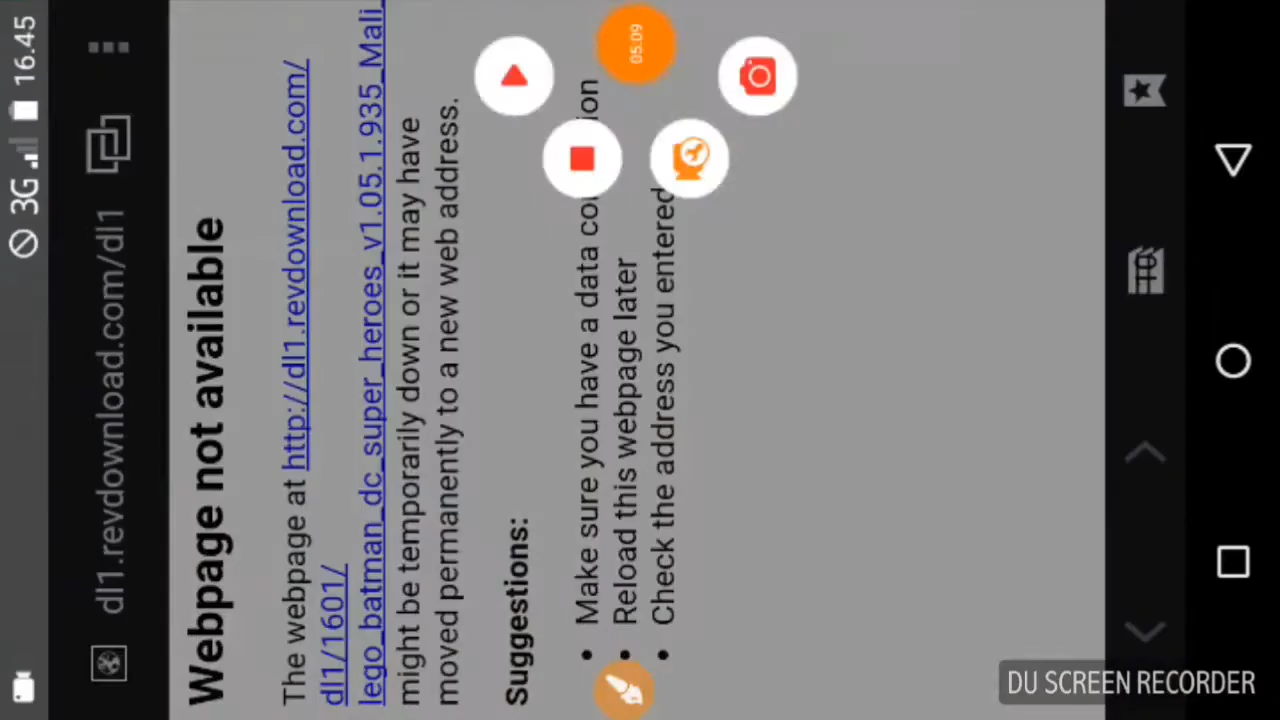 3G 16.45
dl1.revdownload.com/dl1
Webpage not available
The webpage at http://dl1.revdownload.com/
dl1/1601/
lego_batman_dc_super_heroes_v1.05.1.935_Mali_
might be temporarily down or it may have
moved permanently to a new web address.
Suggestions:
• Make sure you have a data
• Reload this webpage later
• Check the address you entered
05.09
DU SCREEN RECORDER